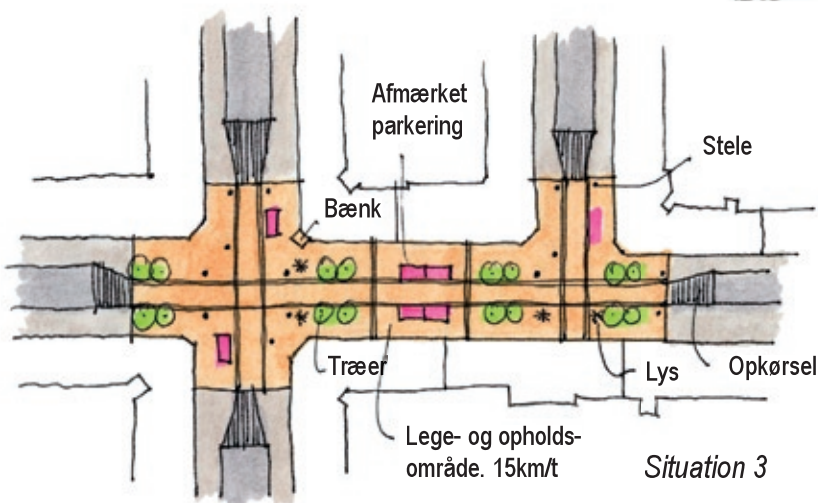 Afmærket
parkering
Stele
Bænk
Træer
Lys
Opkørsel
Lege- og opholds-
område. 15km/t
Situation 3